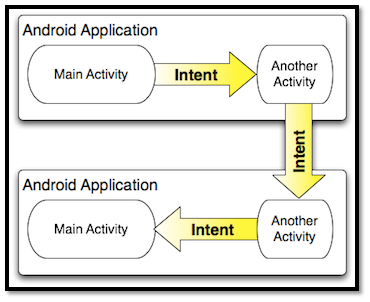 Android Application
Main Activity
Intent
Another
Activity
Intent
Android Application
Main Activity
Intent
Another
Activity